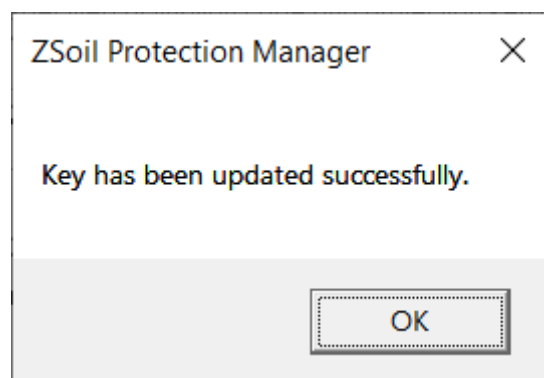 ZSoil Protection Manager
Key has been updated successfully.
OK